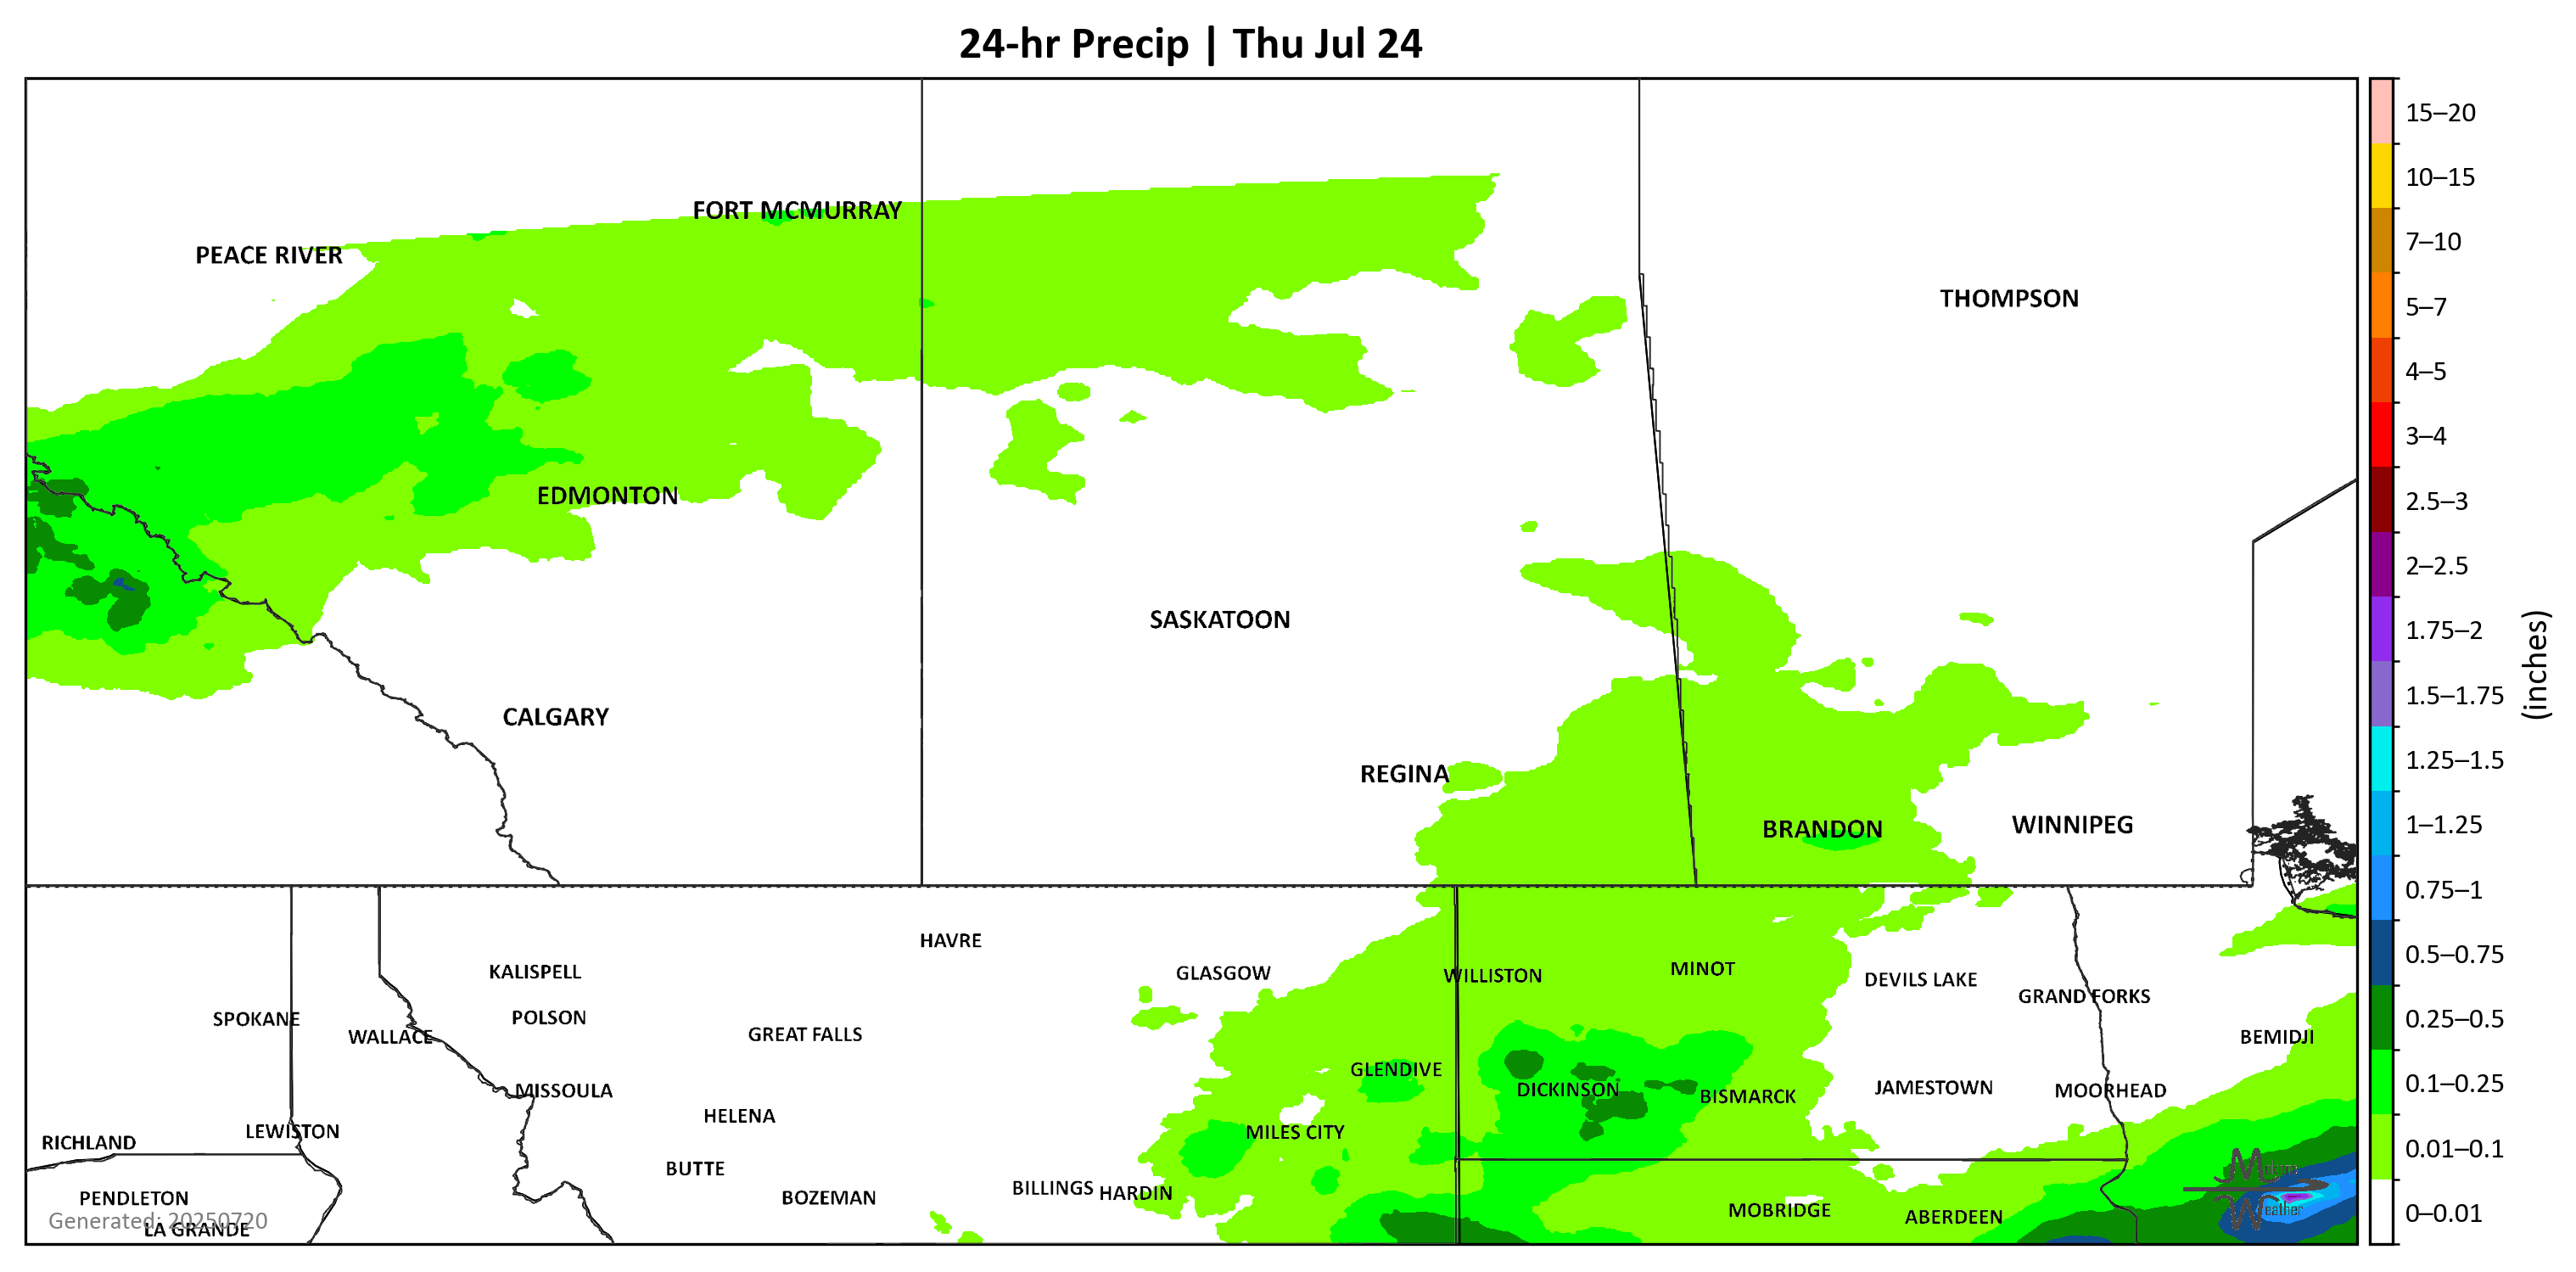 24-hr Precip | Thu Jul 24
FORT MCMURRAY
PEACE RIVER
THOMPSON
EDMONTON
SASKATOON
CALGARY
REGINA
BRANDON
WINNIPEG
HAVRE
KALISPELL
GLASGOW
WILLISTON
MINOT
DEVILS LAKE
GRAND FORKS
SPOKANE
POLSON
WALLACE
GREAT FALLS
BEMIDJI
GLENDIVE
MISSOULA
DICKINSON
BISMARCK
JAMESTOWN
MOORHEAD
HELENA
LEWISTON
MILES CITY
RICHLAND
BUTTE
BILLINGS
HARDIN
PENDLETON
BOZEMAN
MOBRIDGE
ABERDEEN
Generated: 20250720
LA GRANDE
Weather
15–20
10–15
7–10
5–7
4–5
3–4
2.5–3
2–2.5
1.75–2
1.5–1.75
1.25–1.5
1–1.25
0.75–1
0.5–0.75
0.25–0.5
0.1–0.25
0.01–0.1
0–0.01
(inches)